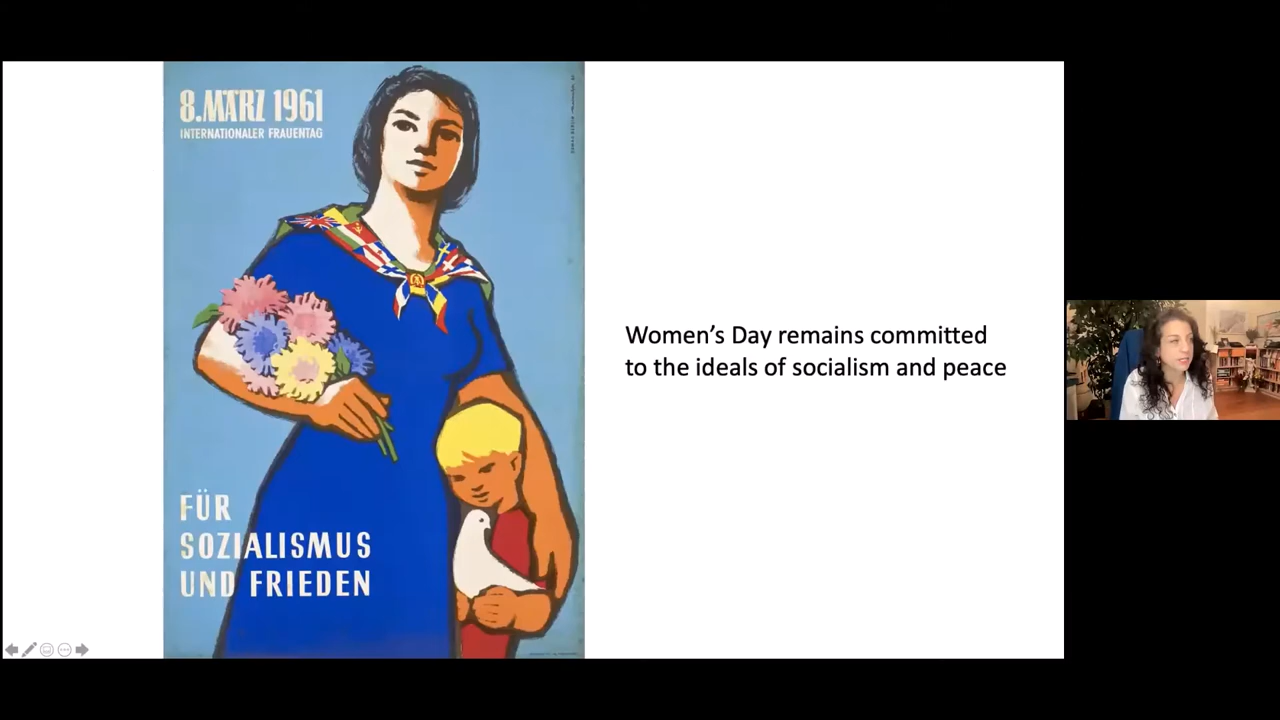 8. MÄRZ 1961
INTERNATIONALER FRAUENTAG
FÜR
SOZIALISMUS
UND FRIEDEN
Women’s Day remains committed
to the ideals of socialism and peace